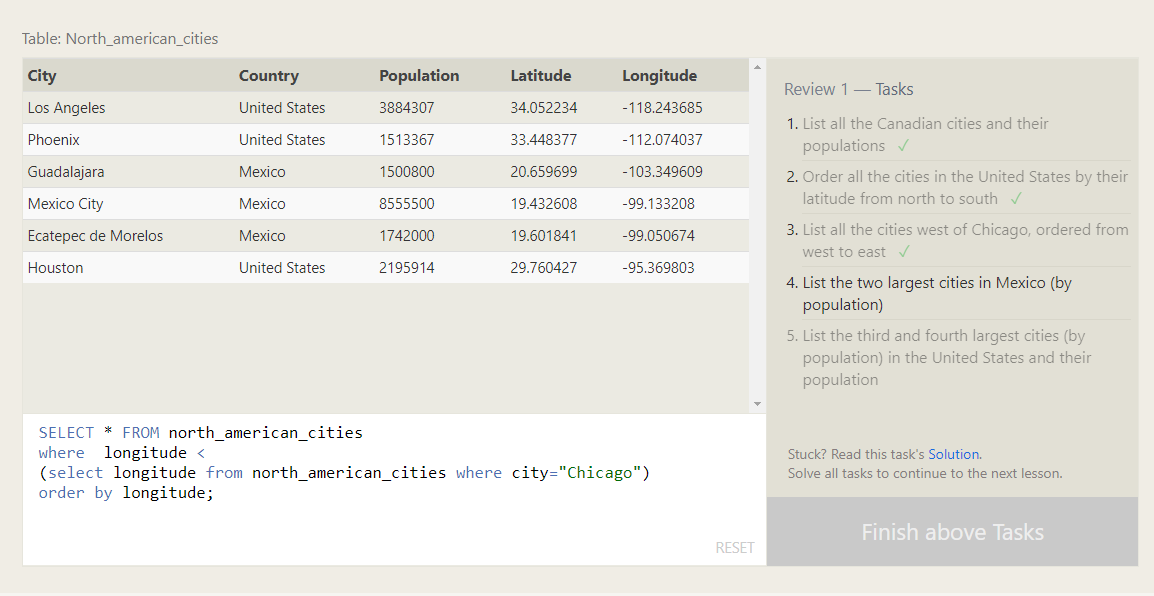 Table: North_american_cities
City Country Population Latitude Longitude
Los Angeles United States 3884307 34.052234 -118.243685
Phoenix United States 1513367 33.448377 -112.074037
Guadalajara Mexico 1500800 20.659699 -103.349609
Mexico City Mexico 8555500 19.432608 -99.133208
Ecatepec de Morelos Mexico 1742000 19.601841 -99.050674
Houston United States 2195914 29.760427 -95.369803
SELECT * FROM north_american_cities
where  longitude <
(select longitude from north_american_cities where city="Chicago")
order by longitude;
RESET
Review 1 — Tasks
1. List all the Canadian cities and their
populations ✓
2. Order all the cities in the United States by their
latitude from north to south ✓
3. List all the cities west of Chicago, ordered from
west to east ✓
4. List the two largest cities in Mexico (by
population)
5. List the third and fourth largest cities (by
population) in the United States and their
population
Stuck? Read this task's Solution.
Solve all tasks to continue to the next lesson.
Finish above Tasks